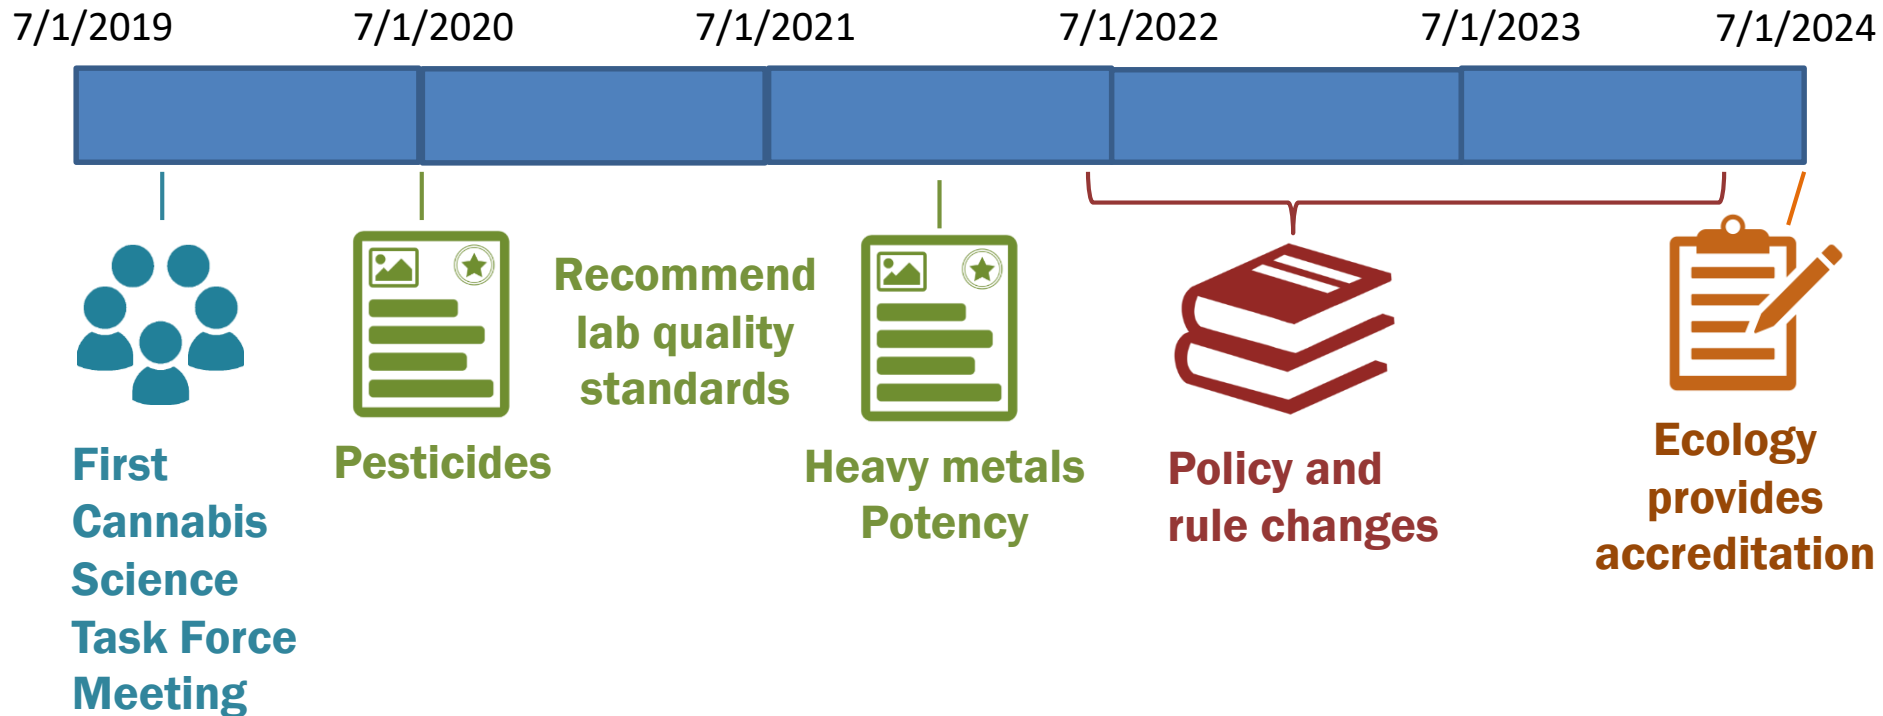 7/1/2019
7/1/2020
7/1/2021
7/1/2022
7/1/2023
7/1/2024
First
Cannabis
Science
Task Force
Meeting
Pesticides
Recommend
lab quality
standards
Heavy metals
Potency
Policy and
rule changes
Ecology
provides
accreditation